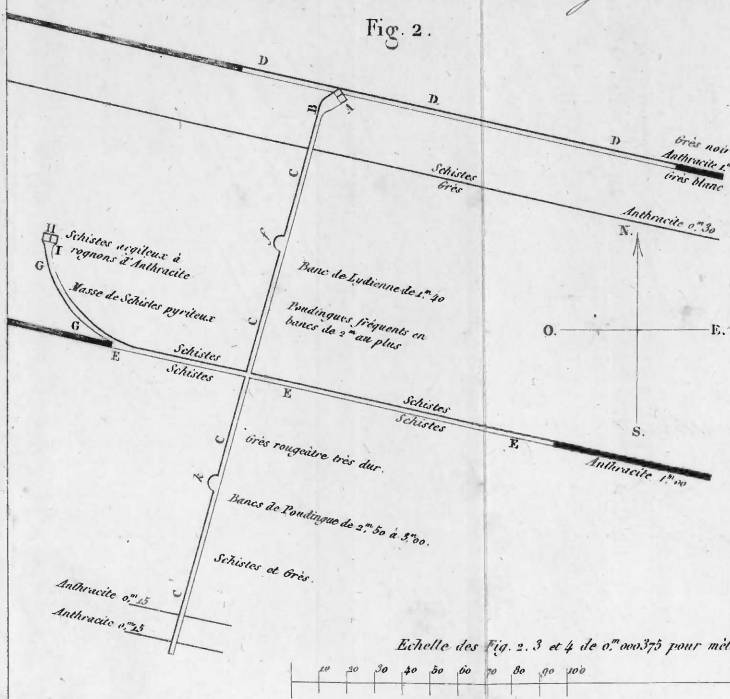 Fig. 2.
D
D
D
B
A
Grès noir
Anthracite 1.m
Grès blanc
C
Schistes
Grès
Anthracite 0.m30
N.
H
I
G
Schistes argileux à
rognons d'Anthracite
f
Banc de Lydienne de 1.m 40
Masse de Schistes pyriteux
C
Poudingues fréquents en
bancs de 2.m au plus
O.
E.
G
E
Schistes
Schistes
E
Schistes
Schistes
E
S.
C
Grès rougeâtre très dur.
Anthracite 1.m 00
k
Bancs de Poudingue de 2.m 50 à 3.m 00.
Schistes et Grès.
C
Anthracite 0.m 15
Anthracite 0.m 15
Echelle des Fig. 2. 3 et 4 de 0.m 000375 pour
10 20 30 40 50 60 70 80 90 100